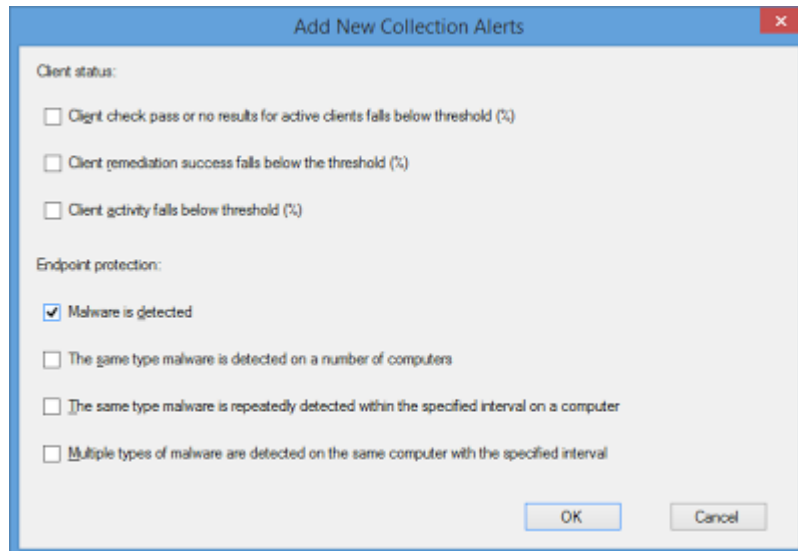 Add New Collection Alerts
Client status:
Client check pass or no results for active clients falls below threshold (%)
Client remediation success falls below the threshold (%)
Client activity falls below threshold (%)
Endpoint protection:
Malware is detected
The same type malware is detected on a number of computers
The same type malware is repeatedly detected within the specified interval on a computer
Multiple types of malware are detected on the same computer with the specified interval
OK
Cancel